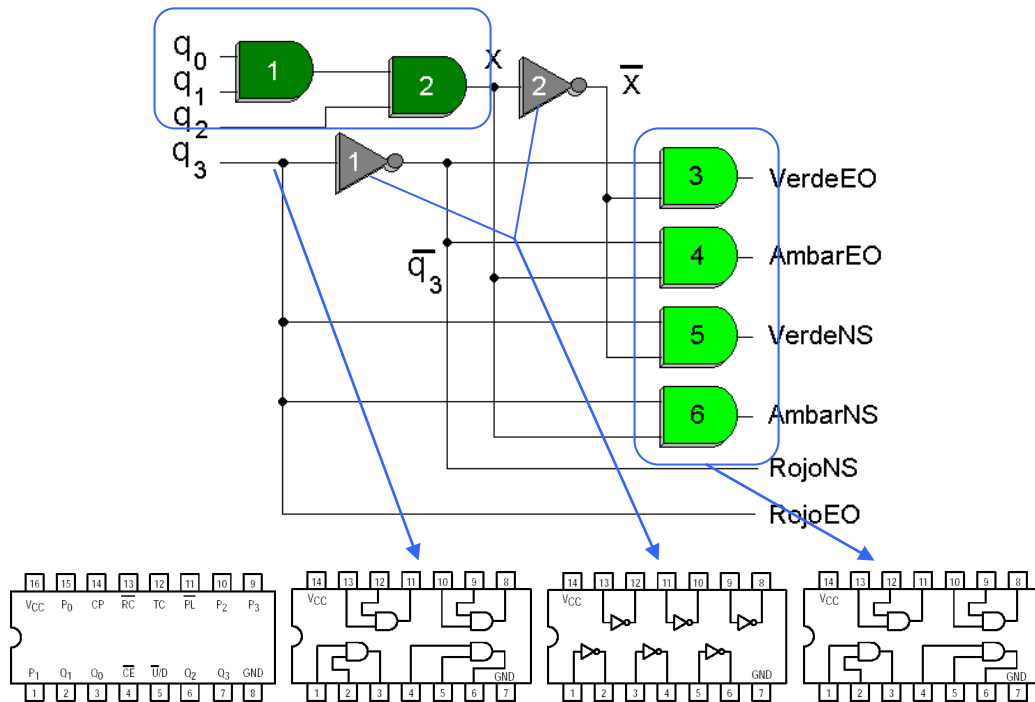 q0
q1
q2
q3
1
2
X
2
X̅
1
q̅3
3
VerdeEO
4
AmbarEO
5
VerdeNS
6
AmbarNS
RojoNS
RojoEO
16 15 14 13 12 11 10 9
VCC P0 CP R̅C̅ TC P̅L̅ P2 P3
P1 Q1 Q0 C̅E̅ U̅/D Q2 Q3 GND
1 2 3 4 5 6 7 8
14 13 12 11 10 9 8
VCC
GND
1 2 3 4 5 6 7
14 13 12 11 10 9 8
VCC
GND
1 2 3 4 5 6 7
14 13 12 11 10 9 8
VCC
GND
1 2 3 4 5 6 7